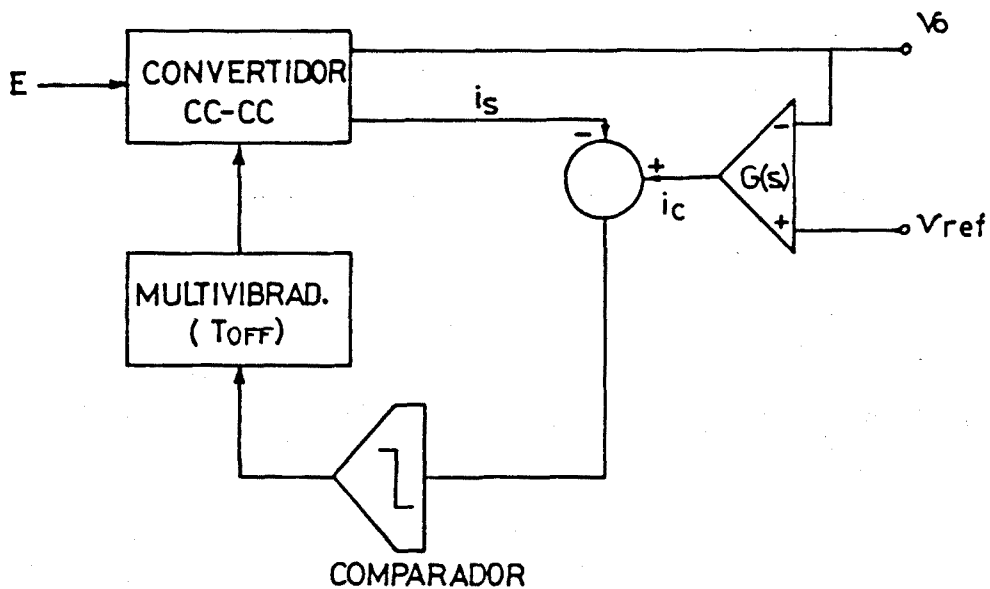 Vo
E
CONVERTIDOR
CC-CC
is
-
-
+
G(s)
ic
+
Vref
MULTIVIBRAD.
( TOFF)
COMPARADOR